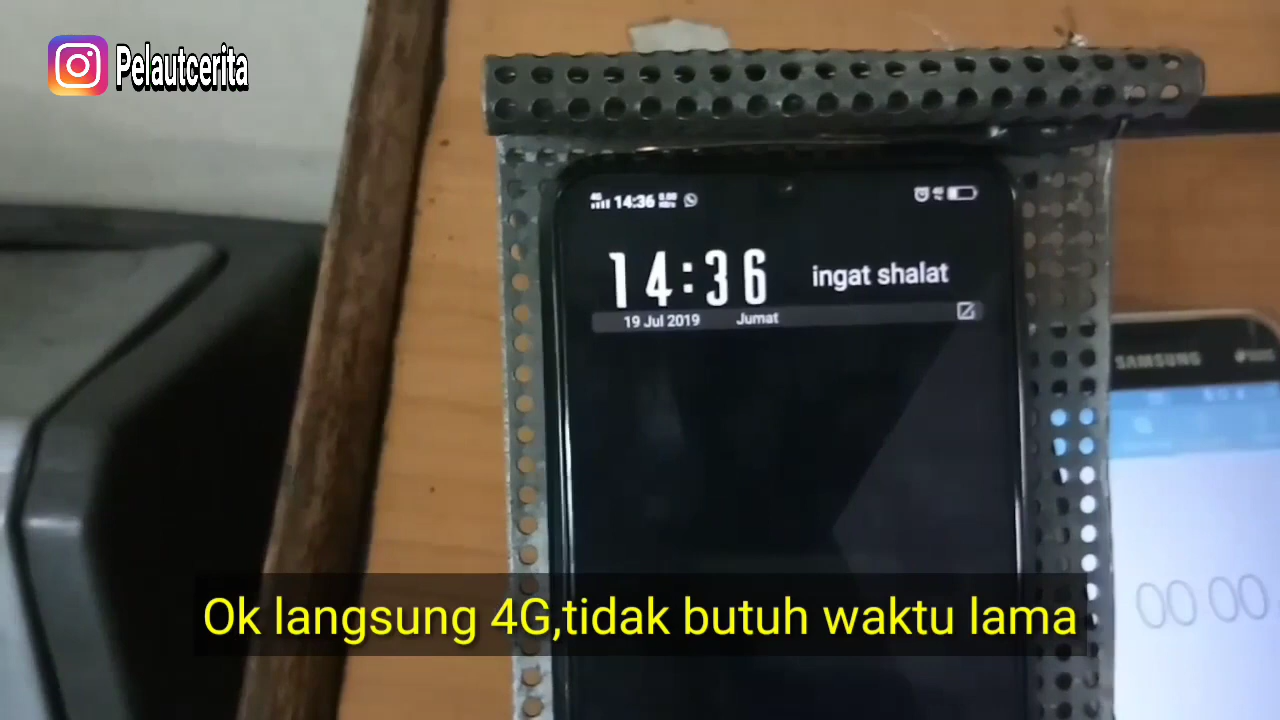 Pelautcerita
4G 14:36
14:36
ingat shalat
19 Jul 2019 Jumat
SAMSUNG
00 00
Ok langsung 4G,tidak butuh waktu lama